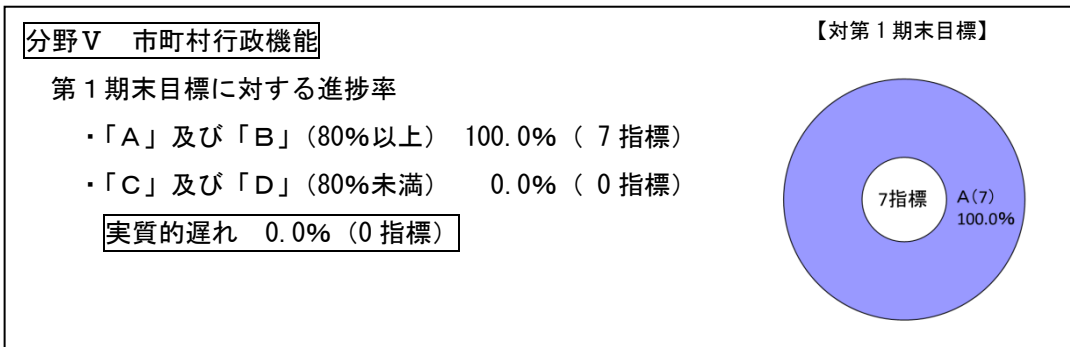 分野Ⅴ 市町村行政機能
第1期末目標に対する進捗率
・「A」及び「B」(80%以上) 100.0%( 7指標)
・「C」及び「D」(80%未満) 0.0%( 0指標)
実質的遅れ 0.0%(0指標)
【対第1期末目標】
7指標
A(7)
100.0%